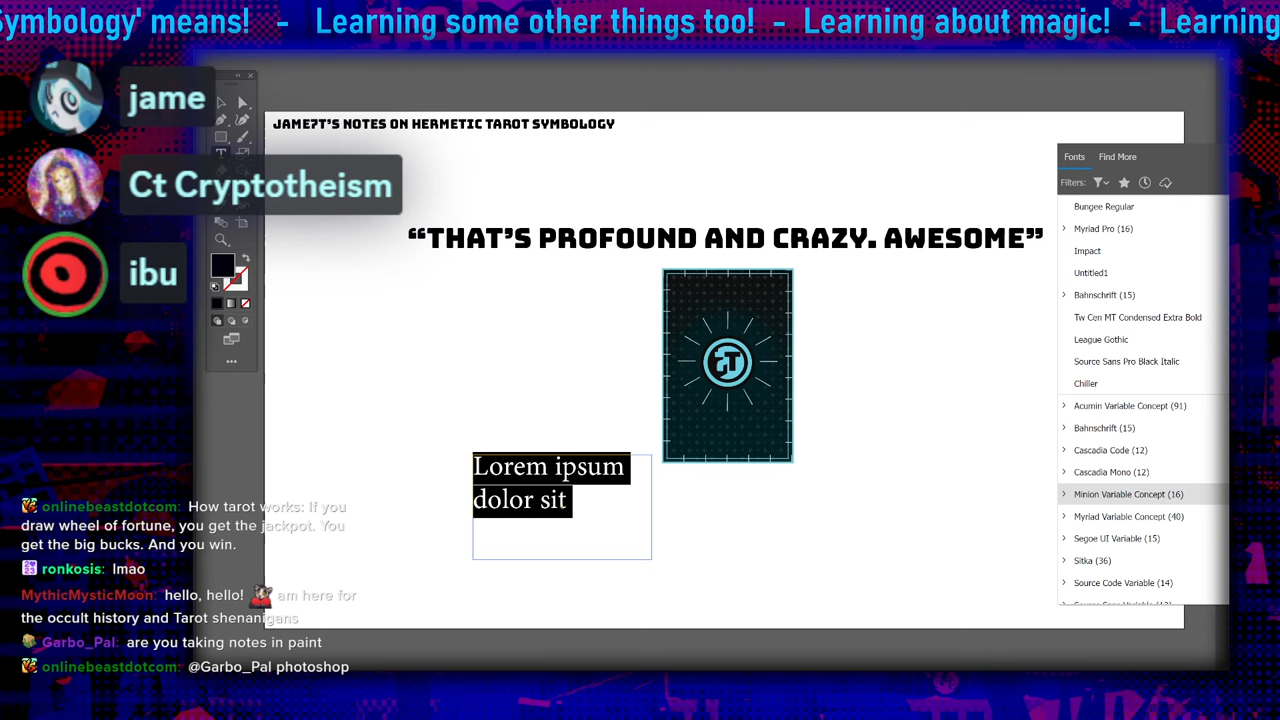 Symbology' means! - Learning some other things too! - Learning about magic! - Learning
jame
Ct Cryptotheism
ibu
JAME7T'S NOTES ON HERMETIC TAROT SYMBOLOGY
“THAT'S PROFOUND AND CRAZY. AWESOME”
7T
Lorem ipsum
dolor sit
Fonts Find More
Filters:
Bungee Regular
Myriad Pro (16)
Impact
Untitled1
Bahnschrift (15)
Tw Cen MT Condensed Extra Bold
League Gothic
Source Sans Pro Black Italic
Chiller
Acumin Variable Concept (91)
Bahnschrift (15)
Cascadia Code (12)
Cascadia Mono (12)
Minion Variable Concept (16)
Myriad Variable Concept (40)
Segoe UI Variable (15)
Sitka (36)
Source Code Variable (14)
onlinebeastdotcom: How tarot works: If you
draw wheel of fortune, you get the jackpot. You
get the big bucks. And you win.
ronkosis: lmao
MythicMysticMoon: hello, hello! am here for
the occult history and Tarot shenanigans
Garbo_Pal: are you taking notes in paint
onlinebeastdotcom: @Garbo_Pal photoshop